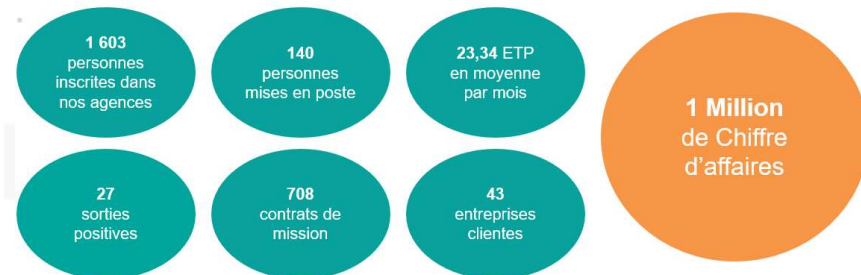 1 603
personnes
inscrites dans
nos agences
140
personnes
mises en poste
23,34 ETP
en moyenne
par mois
1 Million
de Chiffre
d'affaires
27
sorties
positives
708
contrats de
mission
43
entreprises
clientes